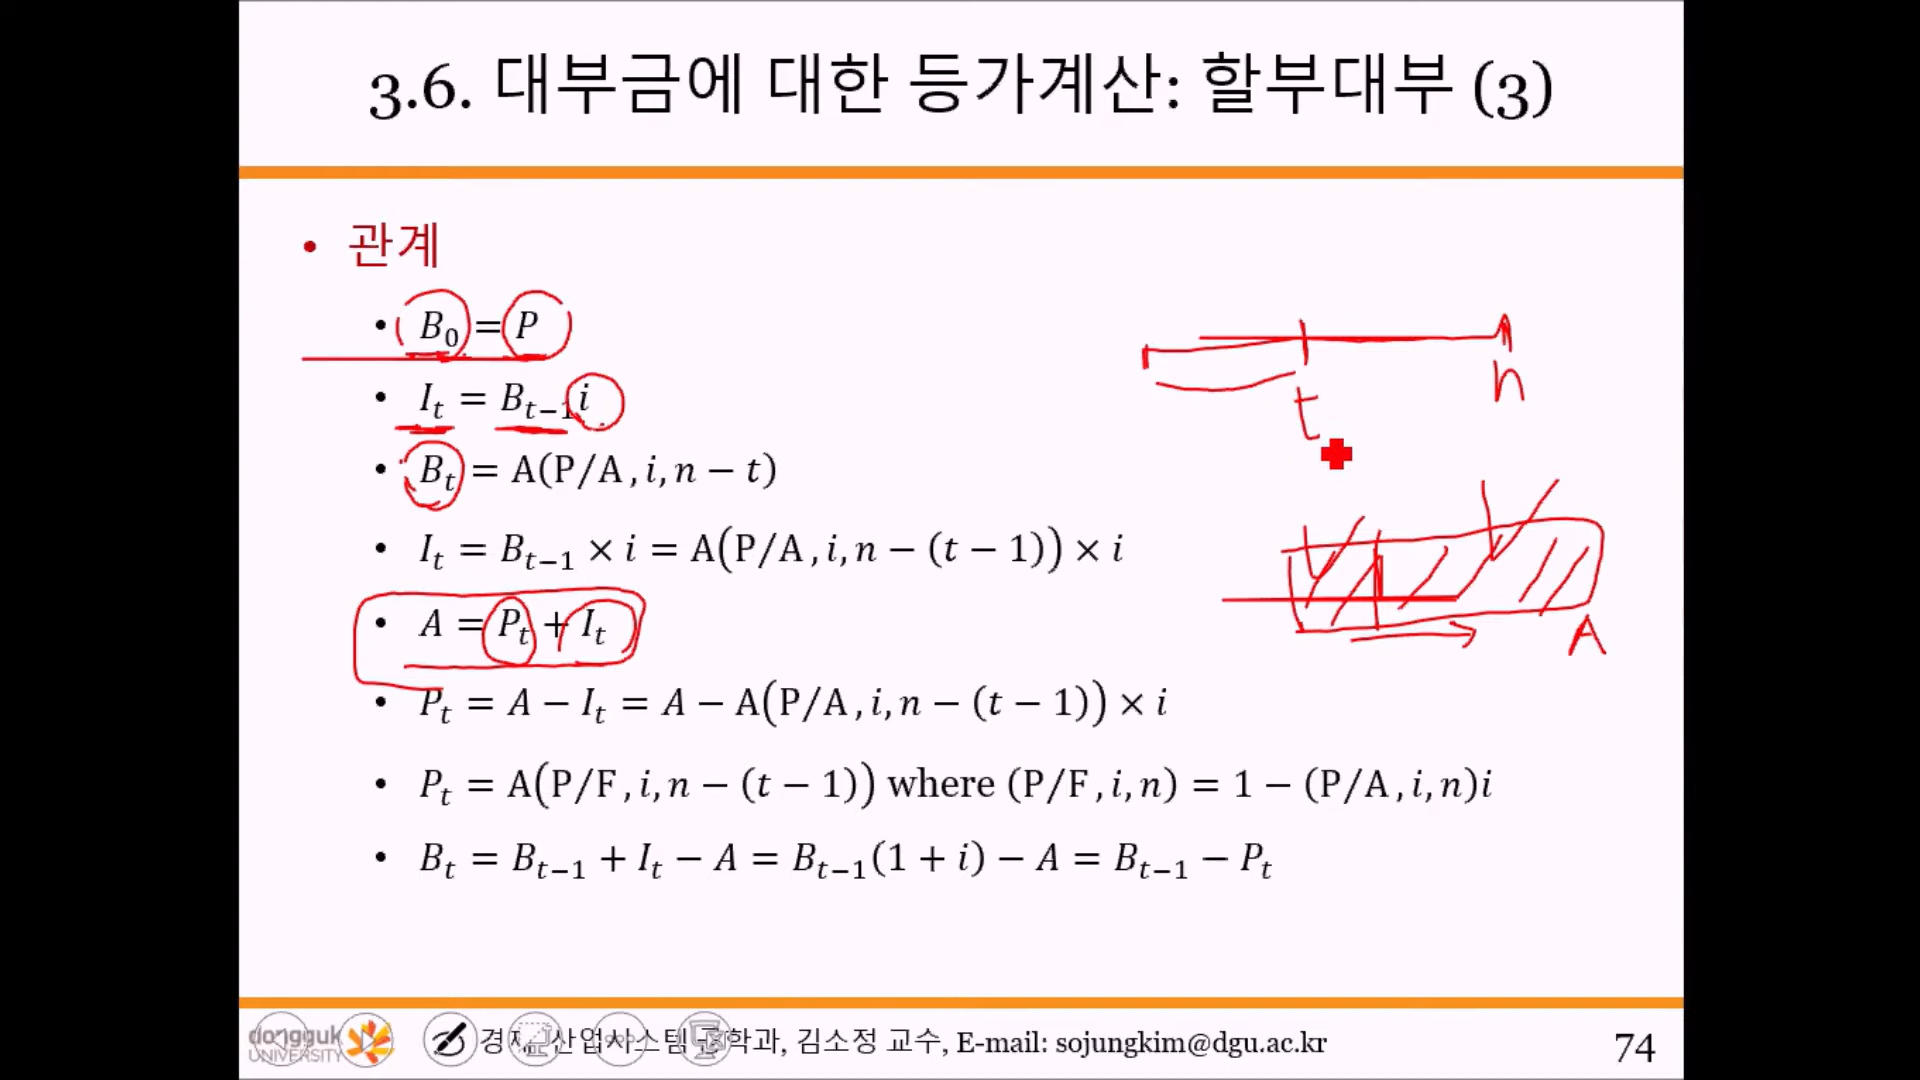 3.6. 대부금에 대한 등가계산: 할부대부 (3)
• 관계
• B₀ = P
• Iₜ = Bₜ₋₁i
• Bₜ = A(P/A, i, n − t)
• Iₜ = Bₜ₋₁ × i = A(P/A, i, n − (t − 1)) × i
• A = Pₜ + Iₜ
• Pₜ = A − Iₜ = A − A(P/A, i, n − (t − 1)) × i
• Pₜ = A(P/F, i, n − (t − 1)) where (P/F, i, n) = 1 − (P/A, i, n)i
• Bₜ = Bₜ₋₁ + Iₜ − A = Bₜ₋₁(1 + i) − A = Bₜ₋₁ − Pₜ
t
n
A
dongguk
UNIVERSITY
산업시스템공학과, 김소정 교수, E-mail: sojungkim@dgu.ac.kr
74